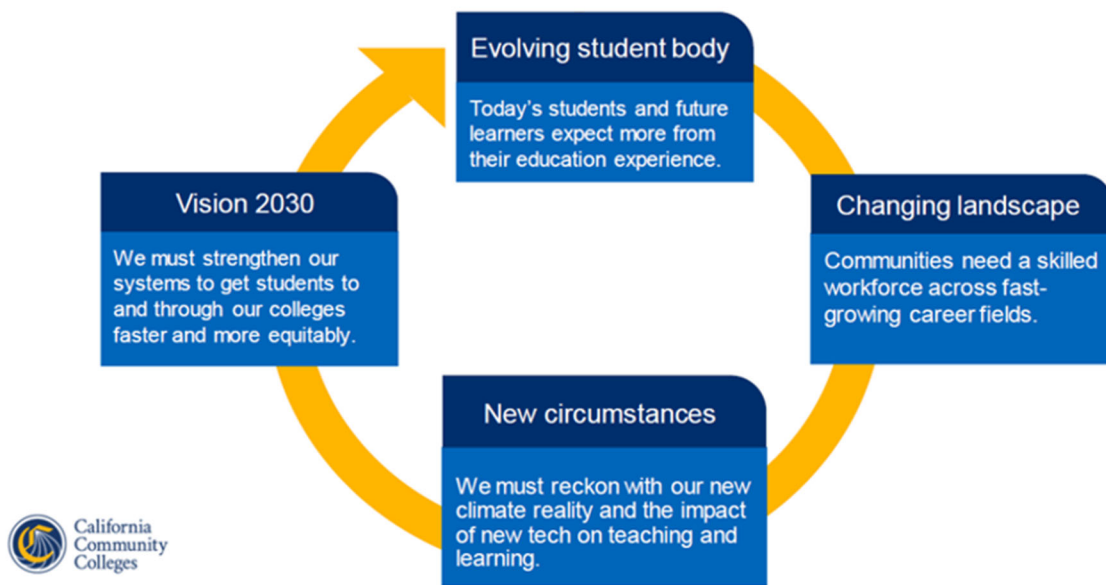 Evolving student body
Today's students and future
learners expect more from
their education experience.
Changing landscape
Communities need a skilled
workforce across fast-
growing career fields.
New circumstances
We must reckon with our new
climate reality and the impact
of new tech on teaching and
learning.
Vision 2030
We must strengthen our
systems to get students to
and through our colleges
faster and more equitably.
California
Community
Colleges